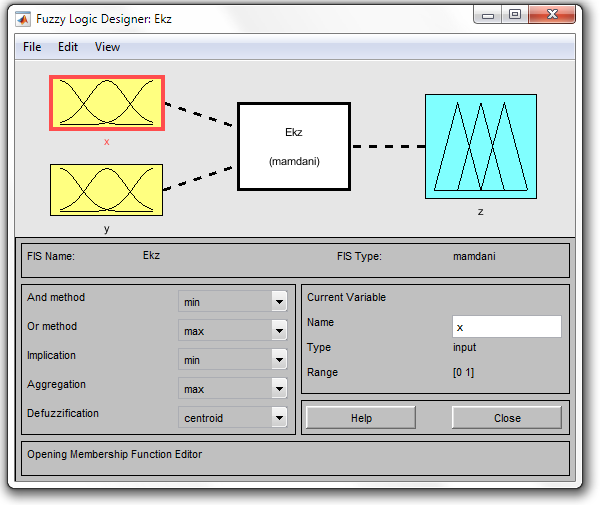 Fuzzy Logic Designer: Ekz
File Edit View
x
y
Ekz
(mamdani)
z
FIS Name: Ekz FIS Type: mamdani
And method min
Or method max
Implication min
Aggregation max
Defuzzification centroid
Current Variable
Name x
Type input
Range [0 1]
Help Close
Opening Membership Function Editor